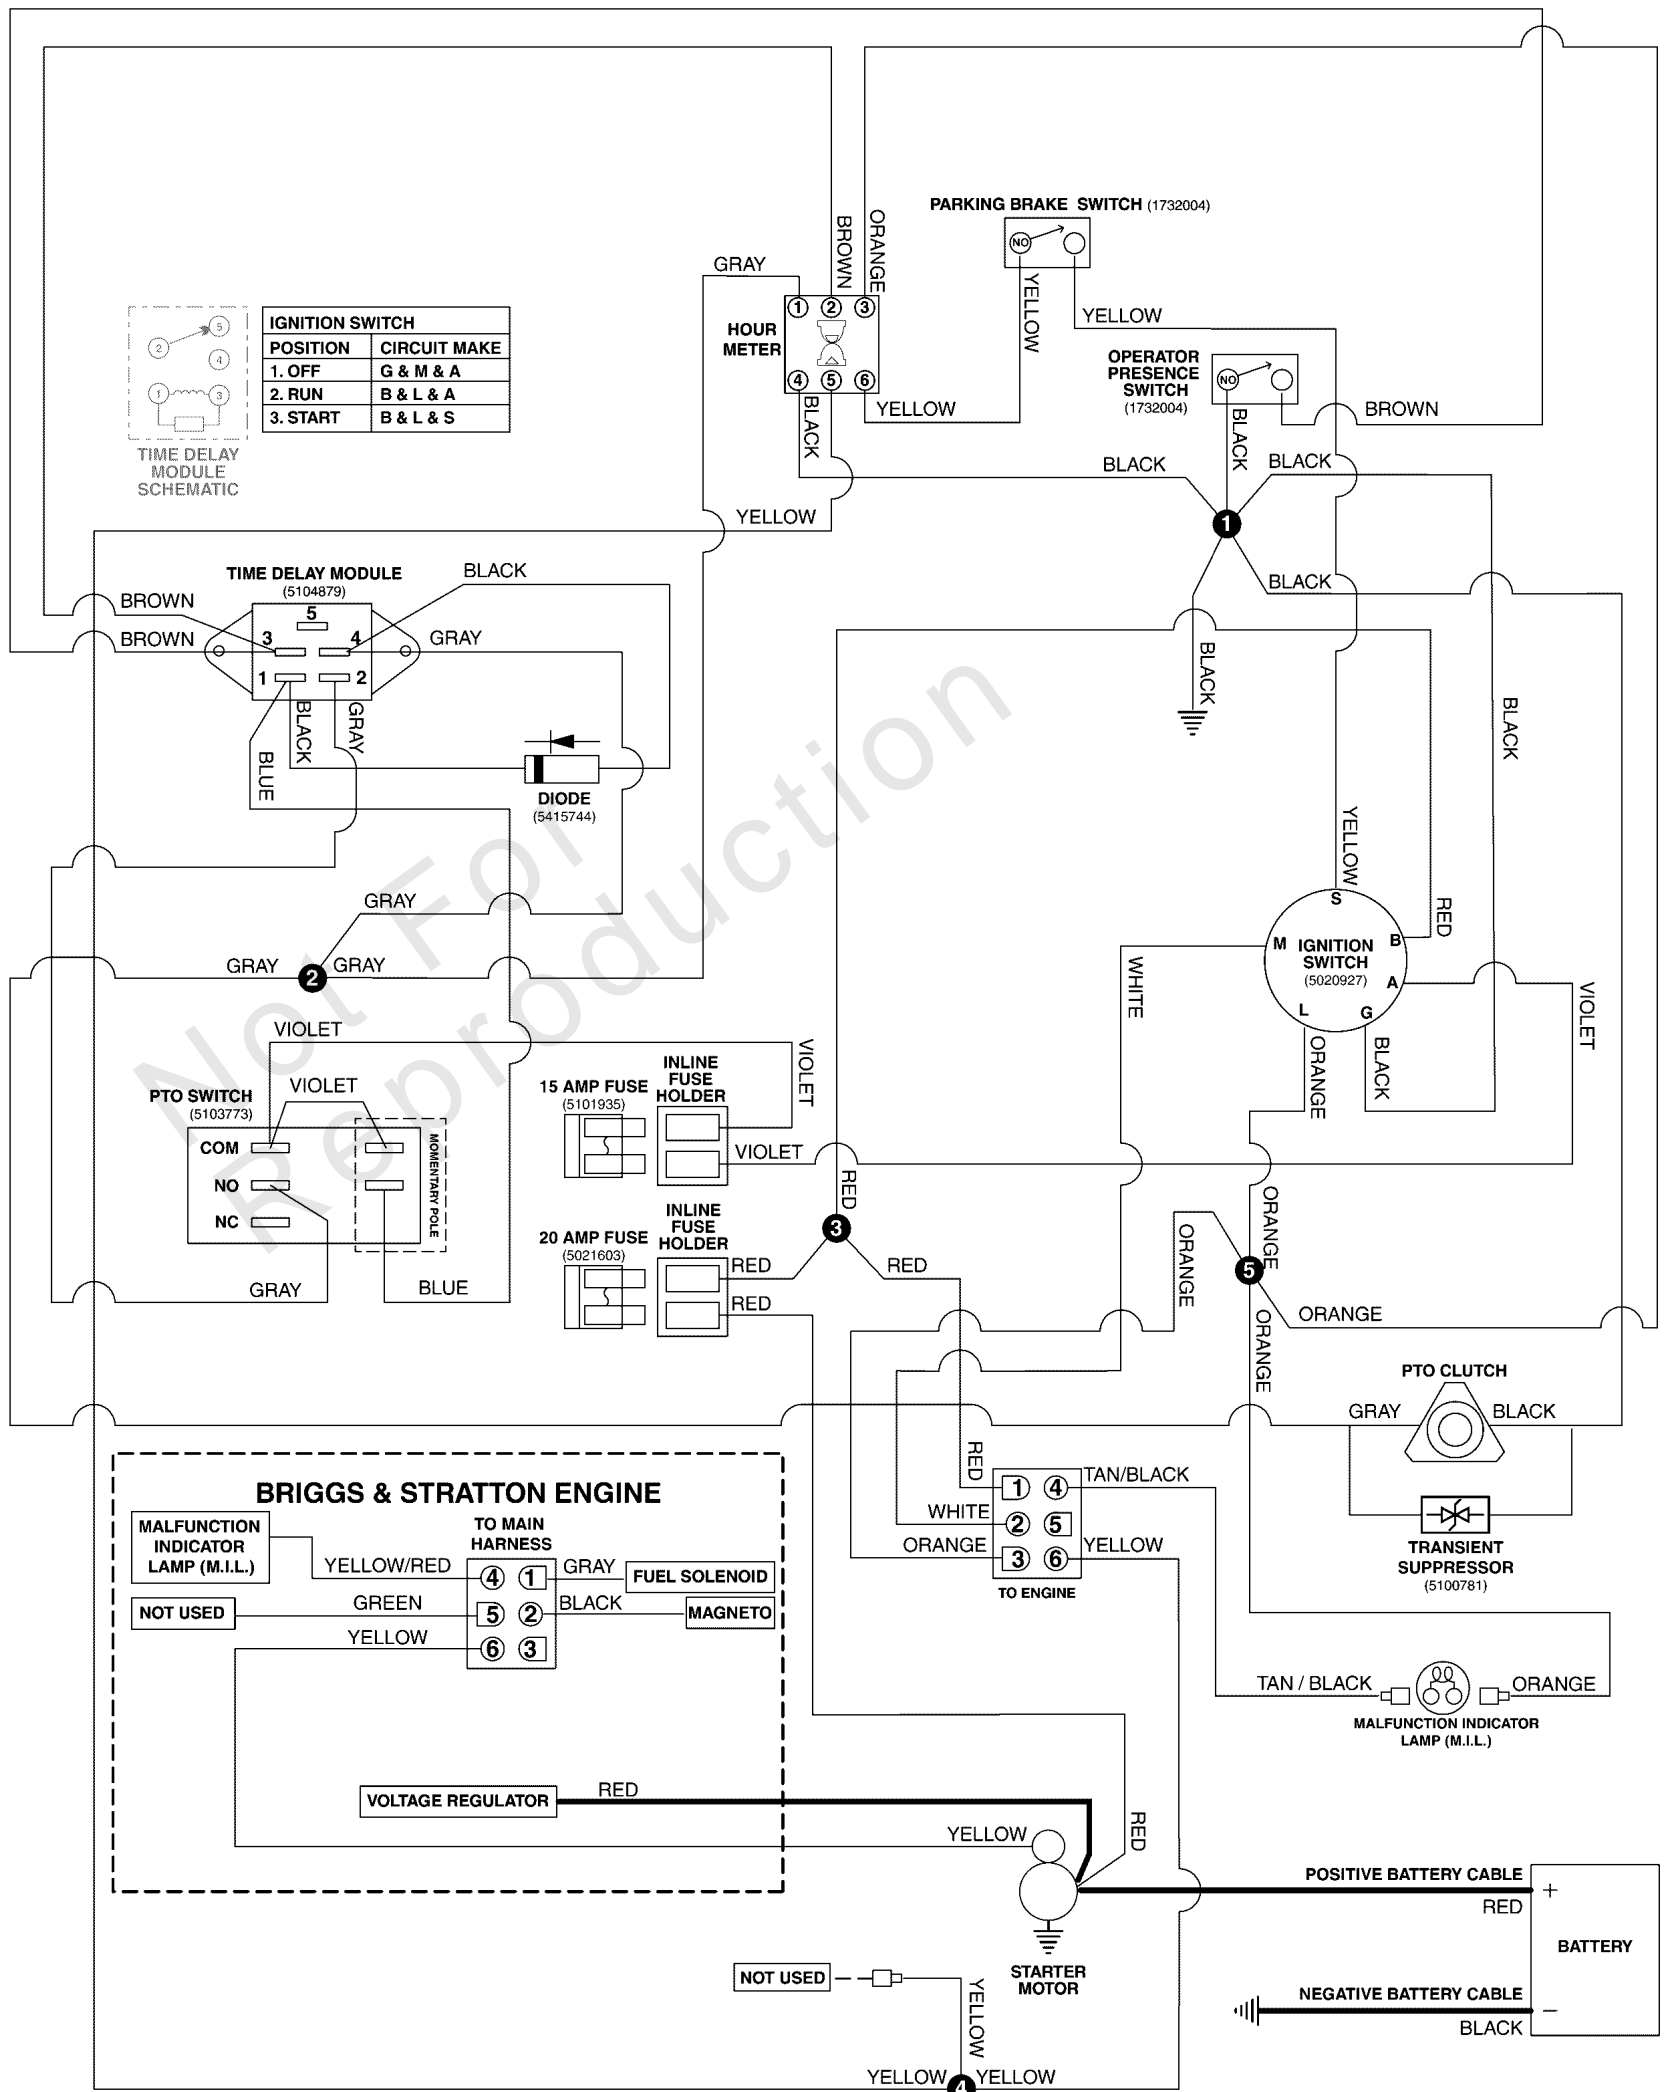 PARKING BRAKE SWITCH (1732004)
NO
YELLOW
YELLOW
BROWN
ORANGE
GRAY
1 2 3
HOUR
METER
4 5 6
YELLOW
BLACK
OPERATOR
PRESENCE
SWITCH
(1732004)
NO
BLACK
BROWN
BLACK
BLACK
1
BLACK
BLACK
BLACK
YELLOW
5
2
4
1
3
TIME DELAY
MODULE
SCHEMATIC
IGNITION SWITCH
POSITION CIRCUIT MAKE
1. OFF G & M & A
2. RUN B & L & A
3. START B & L & S
TIME DELAY MODULE
(5104879)
BLACK
BROWN
BROWN
GRAY
5
3 4
1 2
BLUE
BLACK
GRAY
DIODE
(5415744)
GRAY
GRAY
2
GRAY
Not For
Reproduction
YELLOW
RED
S
M
B
A
L
G
IGNITION
SWITCH
(5020927)
WHITE
VIOLET
ORANGE
BLACK
VIOLET
VIOLET
VIOLET
PTO SWITCH
(5103773)
COM
NO
NC
MOMENTARY POLE
GRAY
BLUE
15 AMP FUSE
(5101935)
INLINE
FUSE
HOLDER
VIOLET
RED
3
20 AMP FUSE
(5021603)
INLINE
FUSE
HOLDER
RED
RED
RED
ORANGE
ORANGE
5
ORANGE
ORANGE
PTO CLUTCH
GRAY
BLACK
TRANSIENT
SUPPRESSOR
(5100781)
RED
TAN/BLACK
WHITE
ORANGE
YELLOW
1 4
2 5
3 6
TO ENGINE
BRIGGS & STRATTON ENGINE
MALFUNCTION
INDICATOR
LAMP (M.I.L.)
TO MAIN
HARNESS
YELLOW/RED
GRAY
FUEL SOLENOID
NOT USED
GREEN
BLACK
MAGNETO
YELLOW
4 1
5 2
6 3
TAN / BLACK
ORANGE
MALFUNCTION INDICATOR
LAMP (M.I.L.)
VOLTAGE REGULATOR
RED
RED
YELLOW
STARTER
MOTOR
POSITIVE BATTERY CABLE
+
RED
BATTERY
NEGATIVE BATTERY CABLE
−
BLACK
NOT USED
YELLOW
YELLOW
4
YELLOW